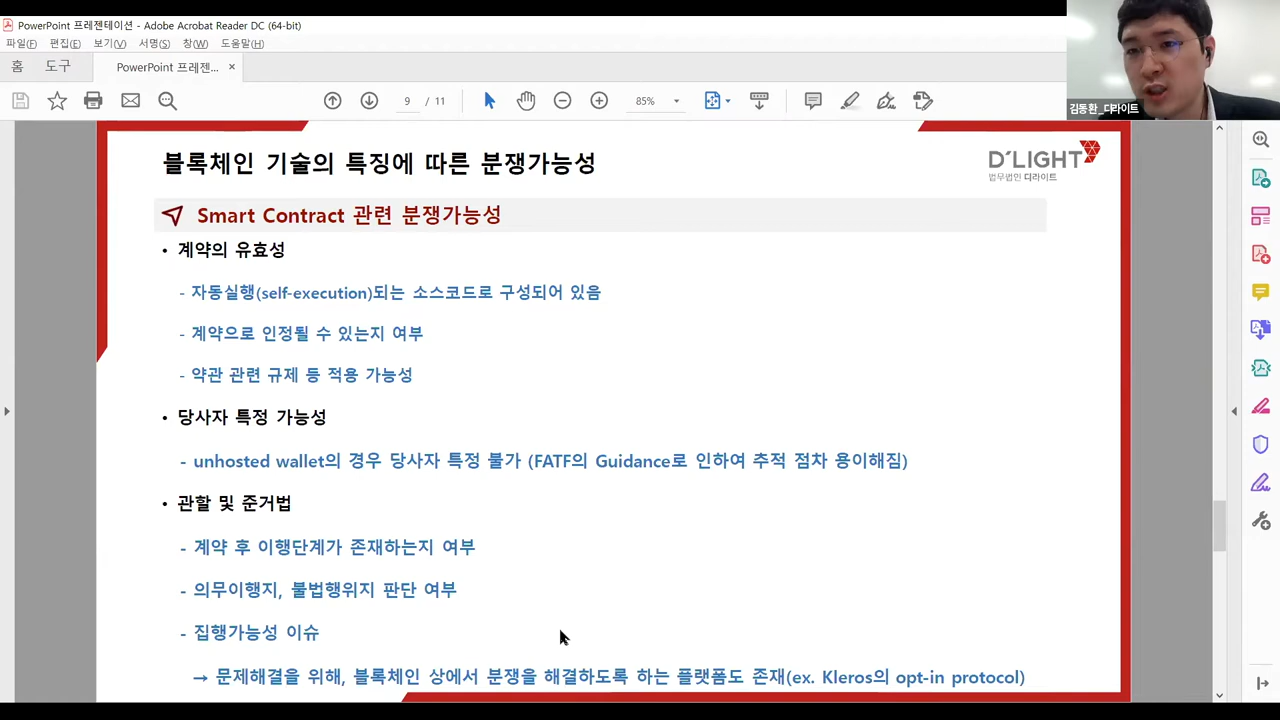 PowerPoint 프레젠테이션 - Adobe Acrobat Reader DC (64-bit)
파일(F) 편집(E) 보기(V) 서명(S) 창(W) 도움말(H)
홈 도구 PowerPoint 프레젠... ×
9 / 11 85%
김동환_디라이트
블록체인 기술의 특징에 따른 분쟁가능성
D'LIGHT
법무법인 디라이트
Smart Contract 관련 분쟁가능성
• 계약의 유효성
- 자동실행(self-execution)되는 소스코드로 구성되어 있음
- 계약으로 인정될 수 있는지 여부
- 약관 관련 규제 등 적용 가능성
• 당사자 특정 가능성
- unhosted wallet의 경우 당사자 특정 불가 (FATF의 Guidance로 인하여 추적 점차 용이해짐)
• 관할 및 준거법
- 계약 후 이행단계가 존재하는지 여부
- 의무이행지, 불법행위지 판단 여부
- 집행가능성 이슈
→ 문제해결을 위해, 블록체인 상에서 분쟁을 해결하도록 하는 플랫폼도 존재(ex. Kleros의 opt-in protocol)